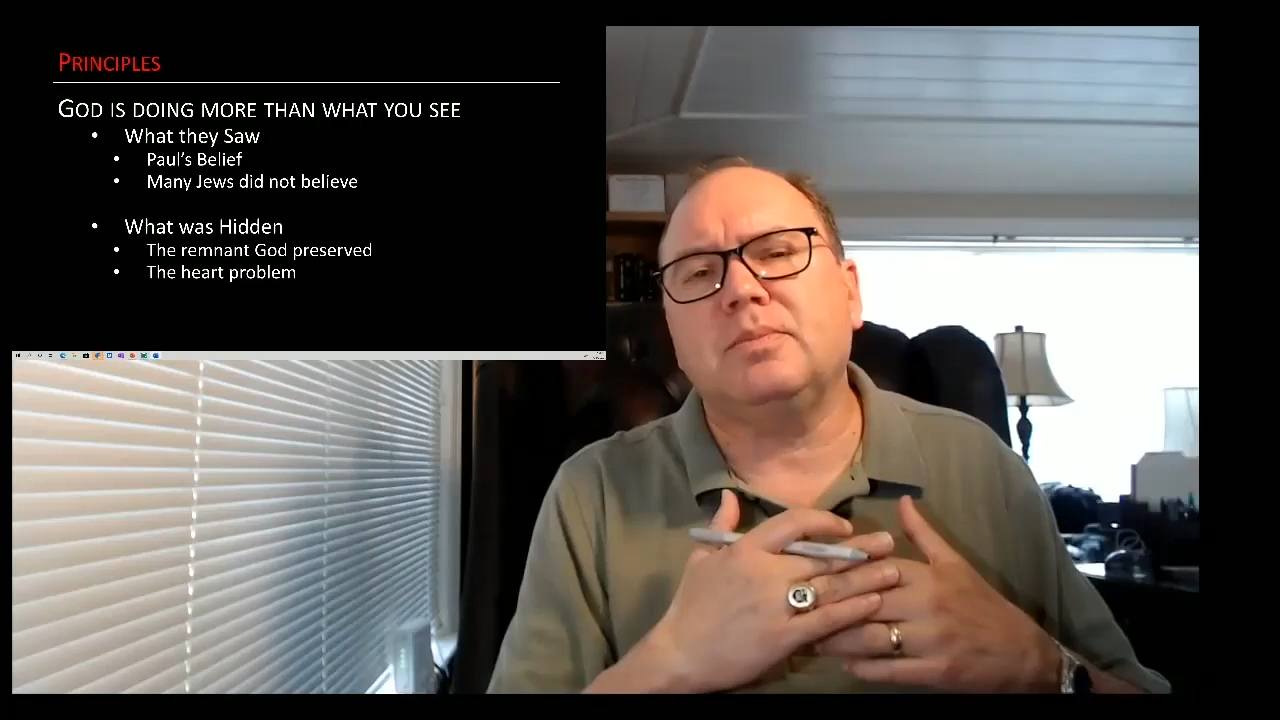 PRINCIPLES
GOD IS DOING MORE THAN WHAT YOU SEE
• What they Saw
• Paul's Belief
• Many Jews did not believe
• What was Hidden
• The remnant God preserved
• The heart problem